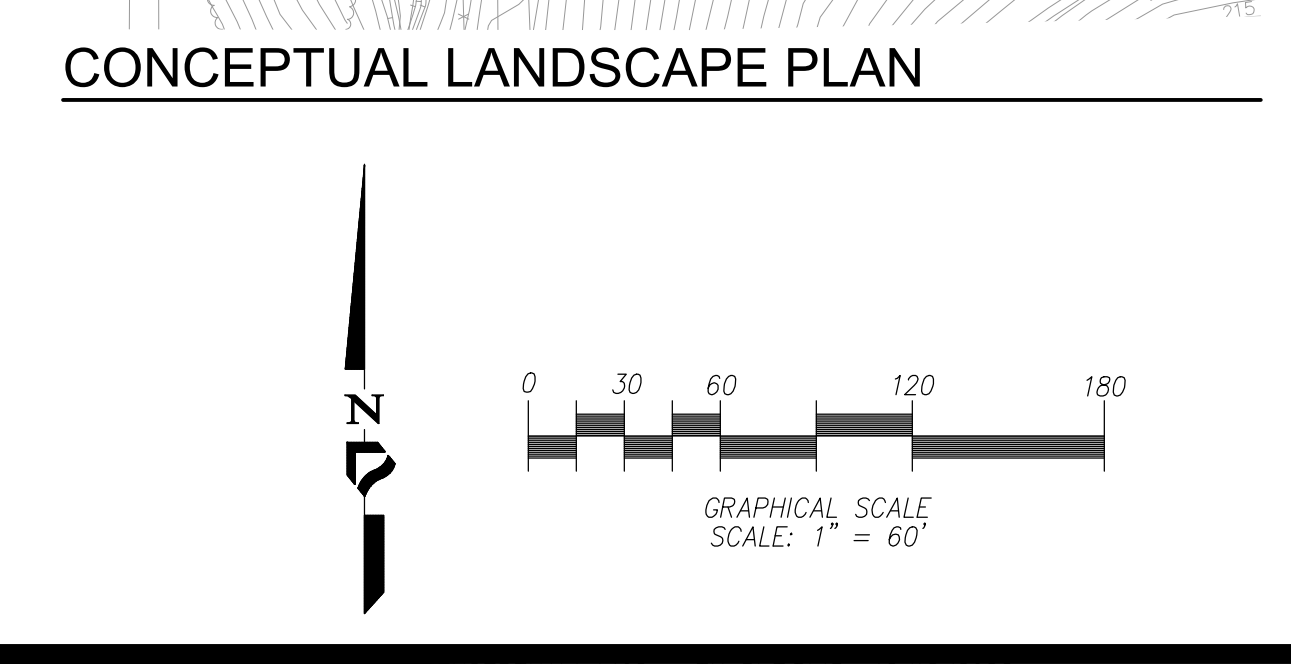 215
CONCEPTUAL LANDSCAPE PLAN
N
0 30 60 120 180
GRAPHICAL SCALE
SCALE: 1" = 60'